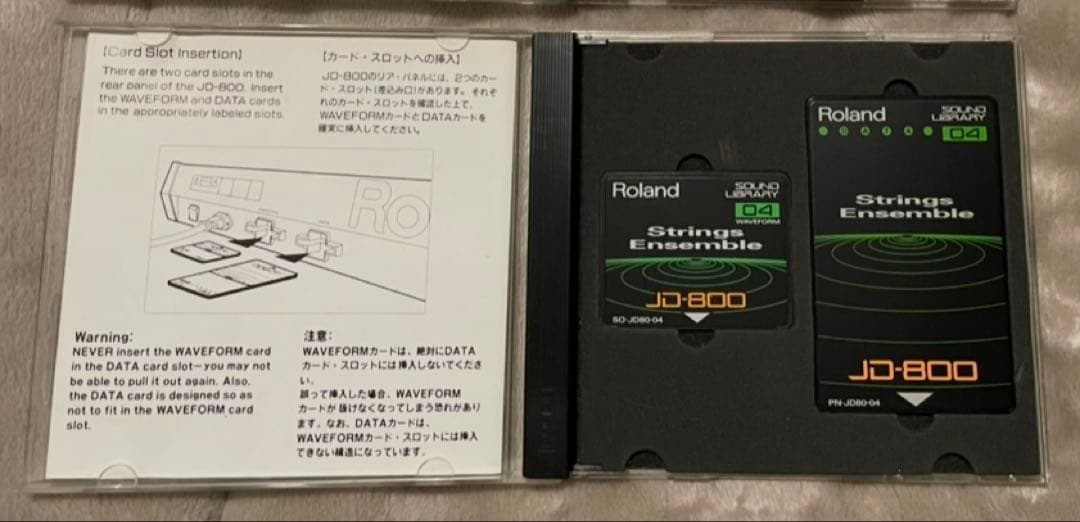 [Card Slot Insertion]
There are two card slots in the
rear panel of the JD-800. Insert
the WAVEFORM and DATA cards
in the appropriately labeled slots.
【カード・スロットへの挿入】
JD-800のリア・パネルには、2つのカー
ド・スロット(差込み口)があります。それぞ
れのカード・スロットを確認した上で、
WAVEFORMカードとDATAカードを
確実に挿入してください。
Ro
Warning:
NEVER insert the WAVEFORM card
in the DATA card slot—you may not
be able to pull it out again. Also,
the DATA card is designed so as
not to fit in the WAVEFORM card
slot.
注意:
WAVEFORMカードは、絶対にDATA
カード・スロットには挿入しないでくださ
い。
誤って挿入した場合、WAVEFORM
カードが抜けなくなってしまう恐れがあり
ます。なお、DATAカードは、
WAVEFORMカード・スロットには挿入
できない構造になっています。
Roland
SOUND
LIBRARY
04
WAVEFORM
Strings
Ensemble
JD-800
SO-JD80-04
Roland
SOUND
LIBRARY
DATA
04
Strings
Ensemble
JD-800
PN-JD80-04